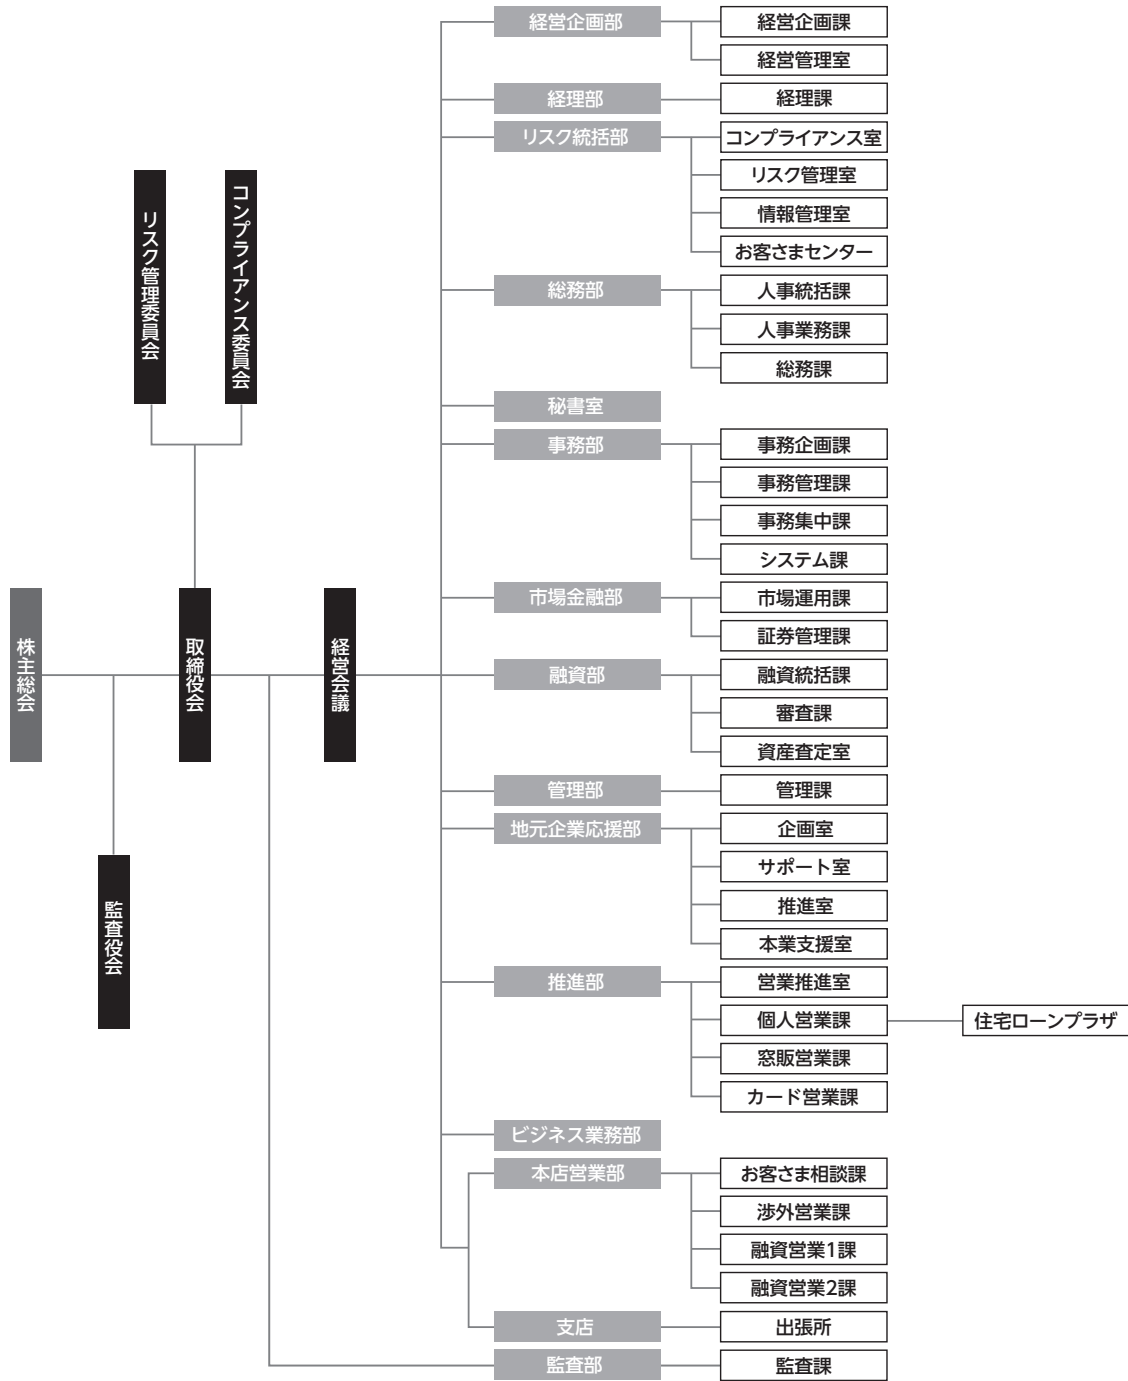 株主総会
監査役会
取締役会
リスク管理委員会
コンプライアンス委員会
経営会議
経営企画部
経営企画課
経営管理室
経理部
経理課
リスク統括部
コンプライアンス室
リスク管理室
情報管理室
お客さまセンター
総務部
人事統括課
人事業務課
総務課
秘書室
事務部
事務企画課
事務管理課
事務集中課
システム課
市場金融部
市場運用課
証券管理課
融資部
融資統括課
審査課
資産査定室
管理部
管理課
地元企業応援部
企画室
サポート室
推進室
本業支援室
推進部
営業推進室
個人営業課
住宅ローンプラザ
窓販営業課
カード営業課
ビジネス業務部
本店営業部
お客さま相談課
渉外営業課
融資営業1課
融資営業2課
支店
出張所
監査部
監査課